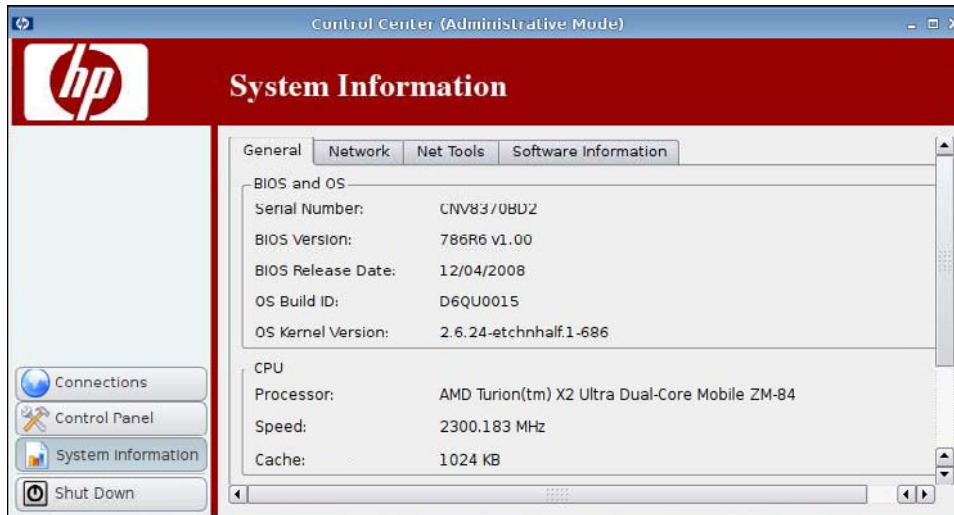 Control Center (Administrative Mode)
hp
System Information
General Network Net Tools Software Information
BIOS and OS
Serial Number: CNV8370BD2
BIOS Version: 786R6 v1.00
BIOS Release Date: 12/04/2008
OS Build ID: D6QU0015
OS Kernel Version: 2.6.24-etchnhalf.1-686
CPU
Processor: AMD Turion(tm) X2 Ultra Dual-Core Mobile ZM-84
Speed: 2300.183 MHz
Cache: 1024 KB
Connections
Control Panel
System Information
Shut Down